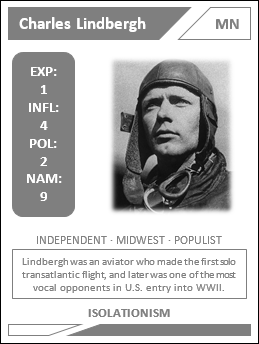 Charles Lindbergh
MN
EXP:
1
INFL:
4
POL:
2
NAM:
9
INDEPENDENT · MIDWEST · POPULIST
Lindbergh was an aviator who made the first solo
transatlantic flight, and later was one of the most
vocal opponents in U.S. entry into WWII.
ISOLATIONISM